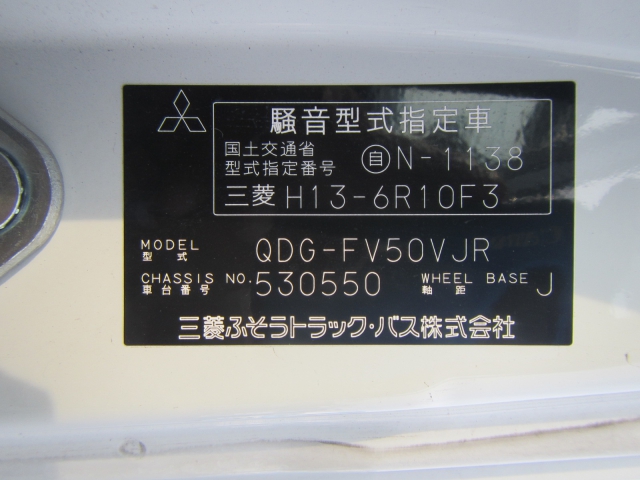 騒音型式指定車
国土交通省
型式指定番号 自N-1138
三菱 H13-6R10F3
MODEL
型式 QDG-FV50VJR
CHASSIS NO.
車台番号 530550 WHEEL BASE
軸距 J
三菱ふそうトラック・バス株式会社